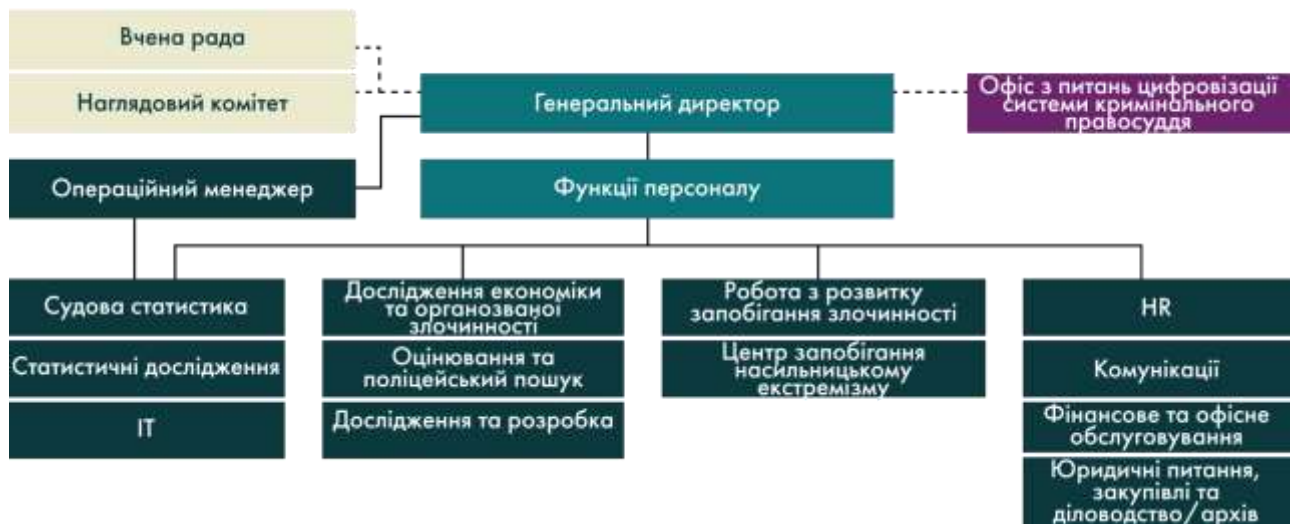 Вчена рада
Наглядовий комітет
Генеральний директор
Офіс з питань цифровізації
системи кримінального
правосуддя
Операційний менеджер
Функції персоналу
Судова статистика
Статистичні дослідження
ІТ
Дослідження економіки
та органозваної
злочинності
Оцінювання та
поліцейський пошук
Дослідження та розробка
Робота з розвитку
запобігання злочинності
Центр запобігання
насильницькому
екстремізму
HR
Комунікації
Фінансове та офісне
обслуговування
Юридичні питання,
закупівлі та
діловодство/архів